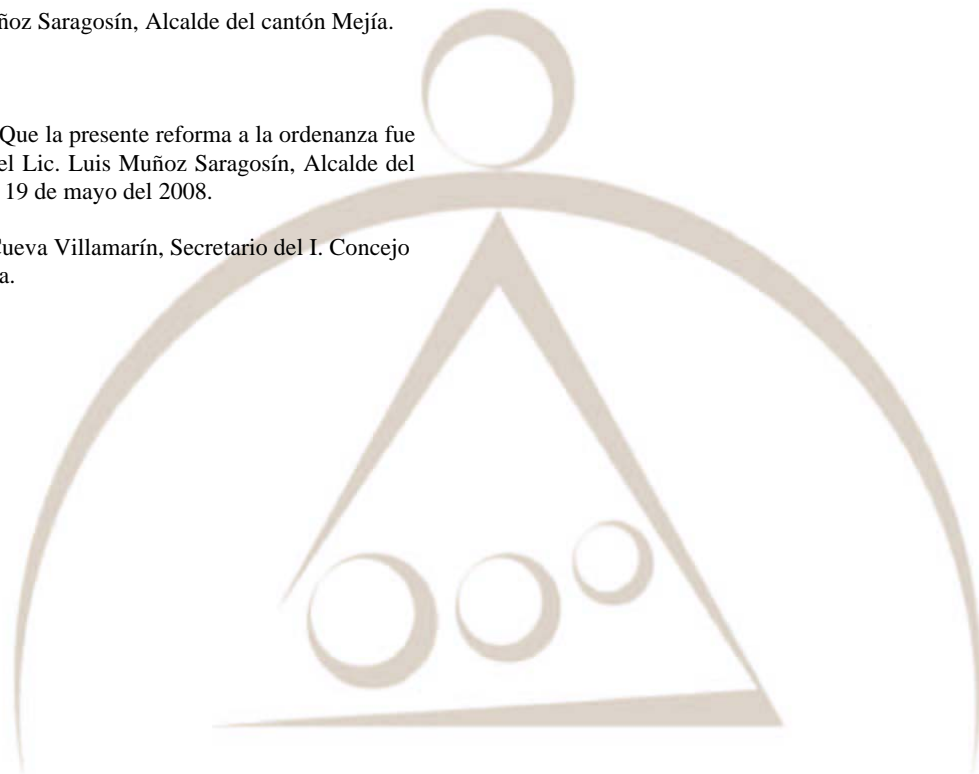 ñoz Saragosín, Alcalde del cantón Mejía.
Que la presente reforma a la ordenanza fue
el Lic. Luis Muñoz Saragosín, Alcalde del
19 de mayo del 2008.
Cueva Villamarín, Secretario del I. Concejo
a.